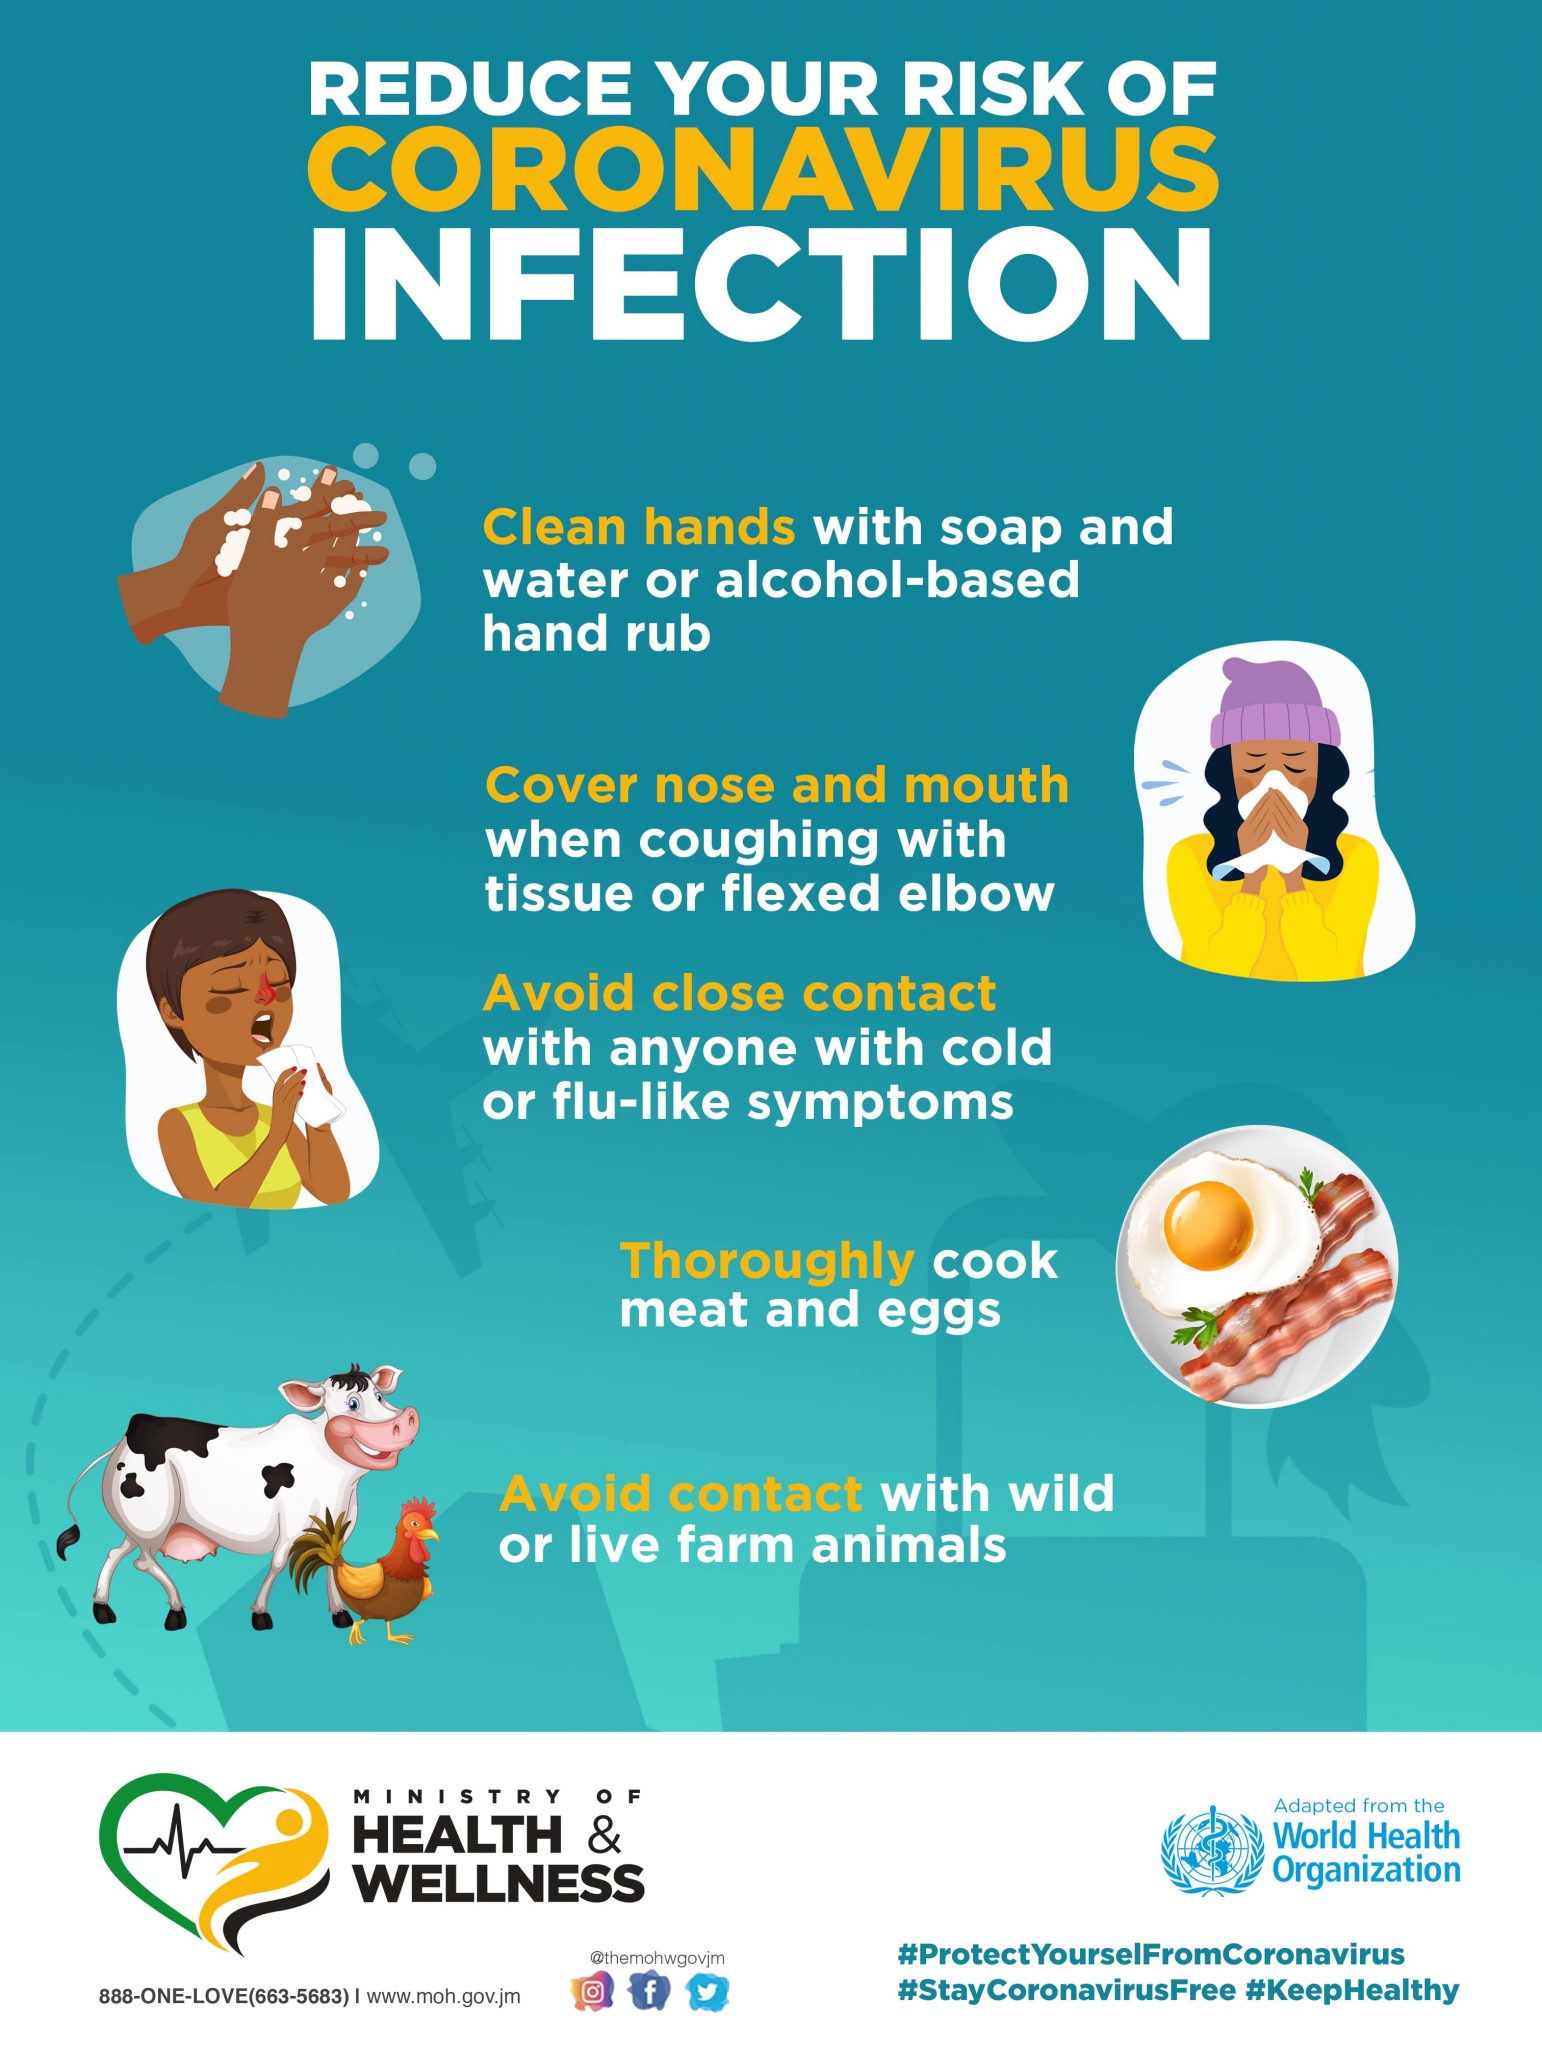 REDUCE YOUR RISK OF
CORONAVIRUS
INFECTION
Clean hands with soap and
water or alcohol-based
hand rub
Cover nose and mouth
when coughing with
tissue or flexed elbow
Avoid close contact
with anyone with cold
or flu-like symptoms
Thoroughly cook
meat and eggs
Avoid contact with wild
or live farm animals
MINISTRY OF
HEALTH &
WELLNESS
888-ONE-LOVE(663-5683) | www.moh.gov.jm
@themohwgovjm
Adapted from the
World Health
Organization
#ProtectYourselFromCoronavirus
#StayCoronavirusFree #KeepHealthy